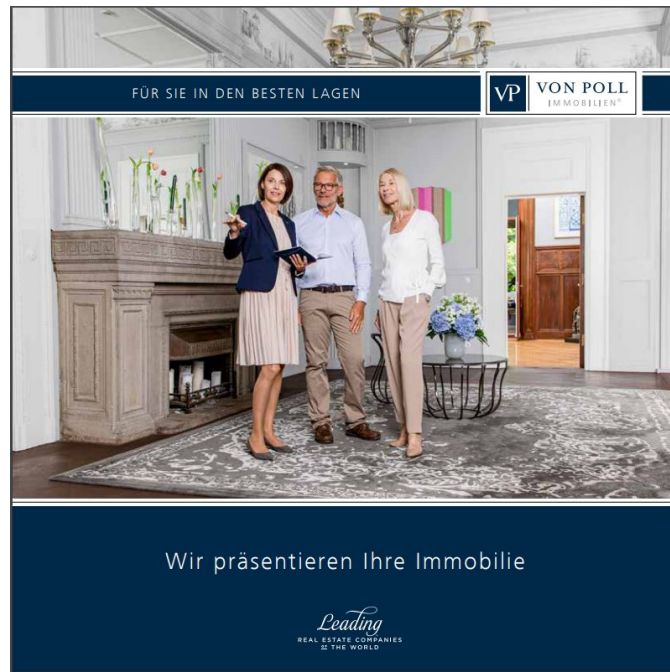 FÜR SIE IN DEN BESTEN LAGEN
VP VON POLL
IMMOBILIEN®
Wir präsentieren Ihre Immobilie
Leading
REAL ESTATE COMPANIES
OF THE WORLD